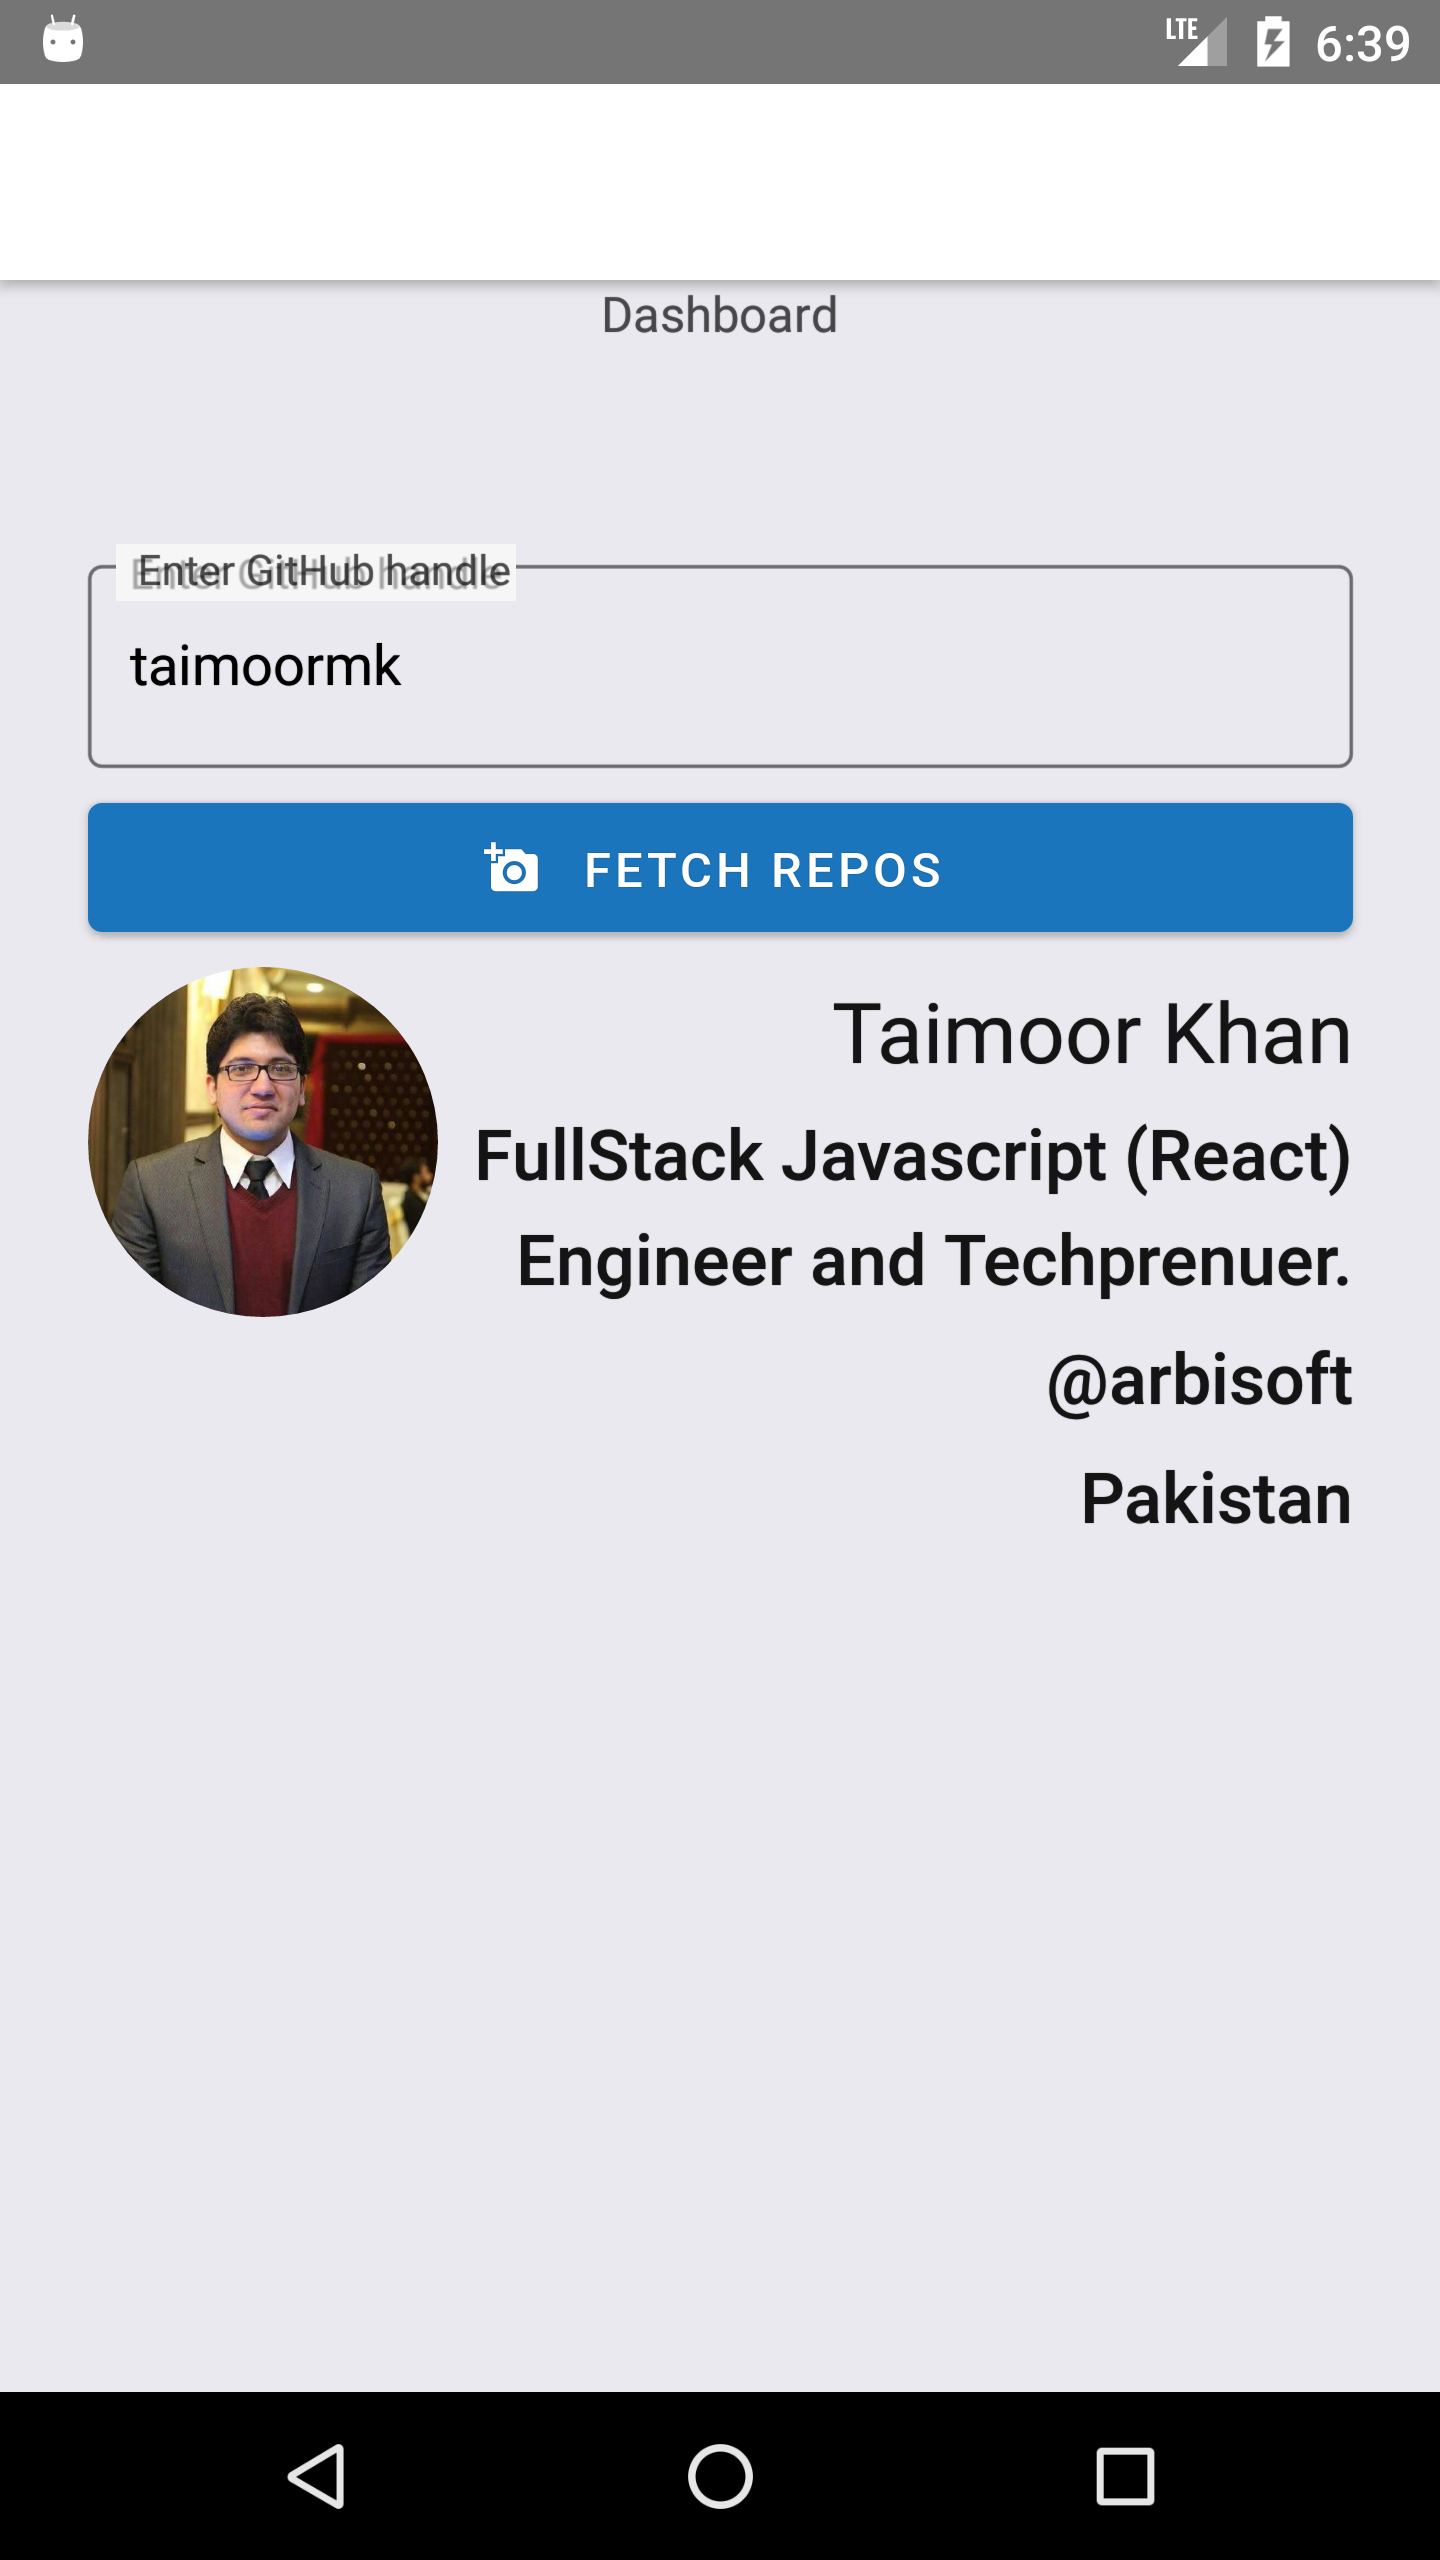 LTE 6:39
Dashboard
Enter GitHub handle
taimoormk
FETCH REPOS
Taimoor Khan
FullStack Javascript (React)
Engineer and Techprenuer.
@arbisoft
Pakistan